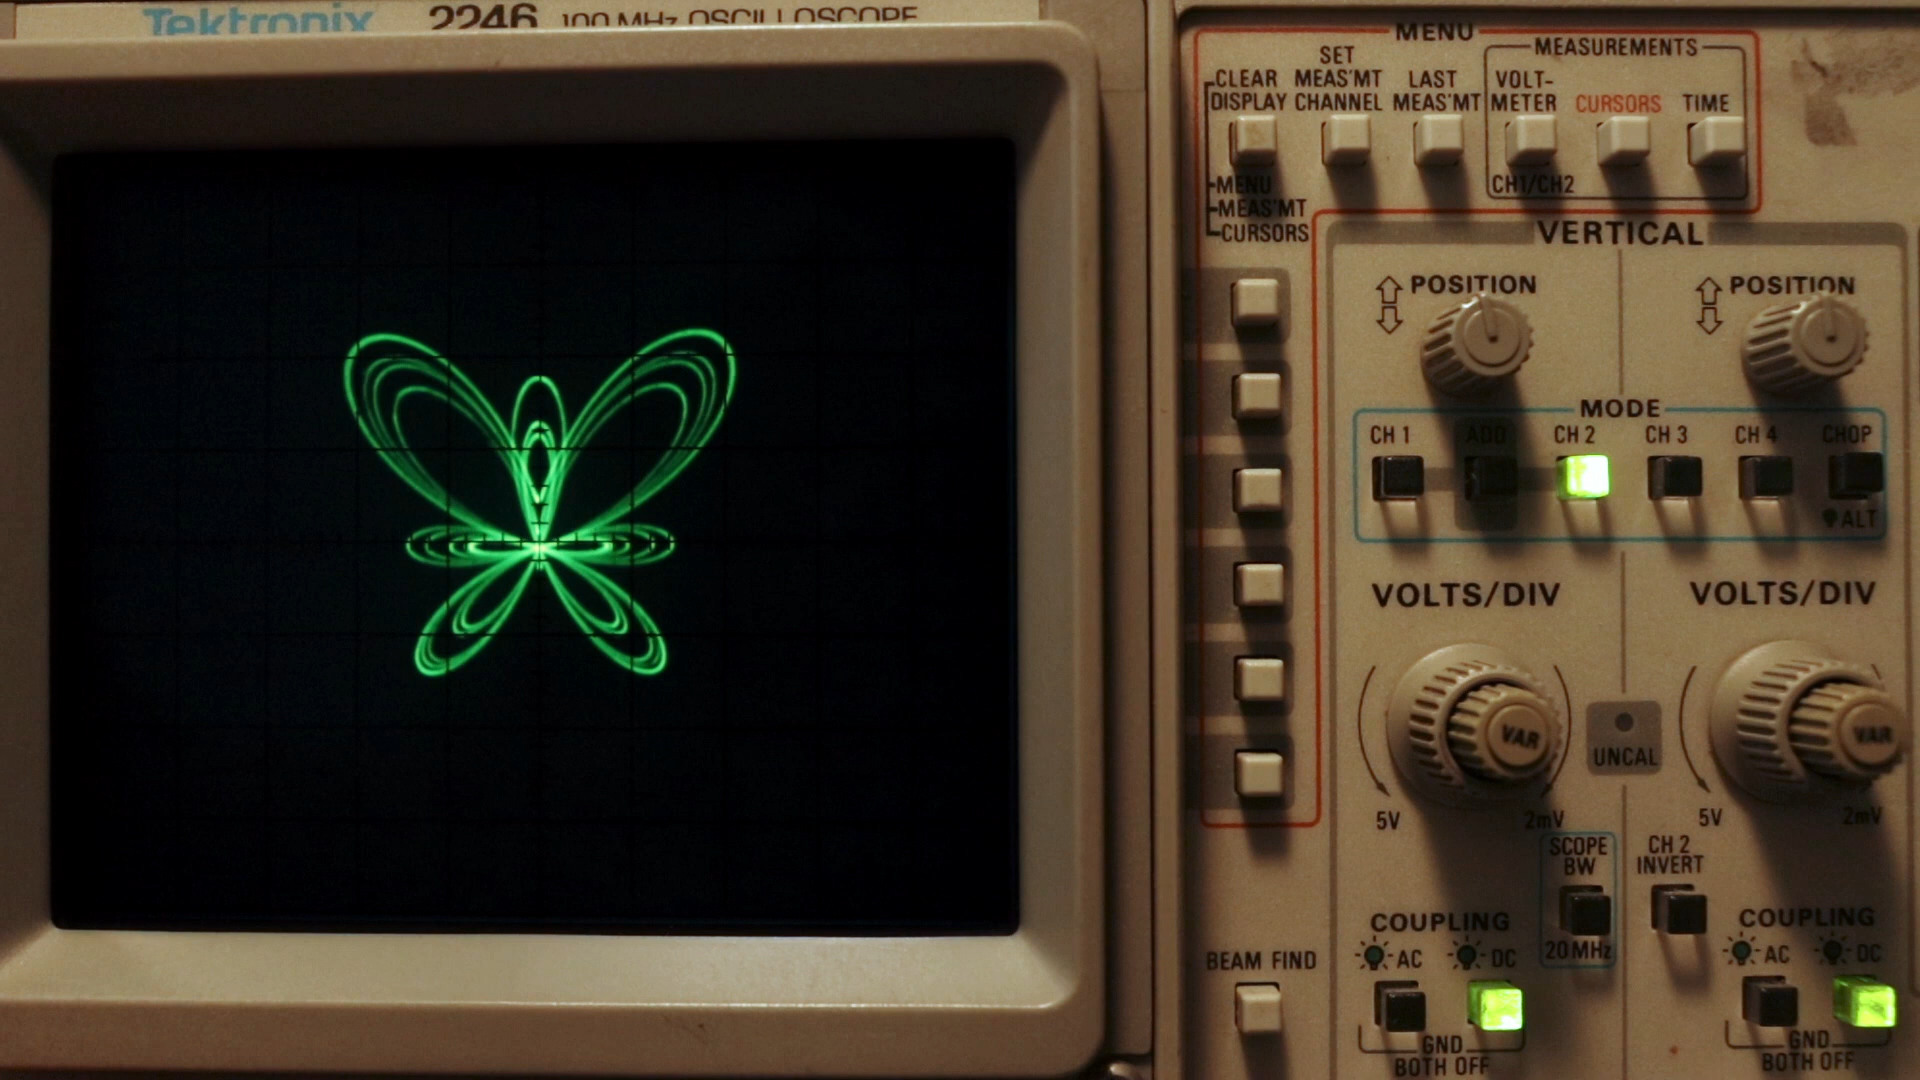 Tektronix 2246 100 MHz OSCILLOSCOPE
MENU
MEASUREMENTS
CLEAR DISPLAY
SET MEAS'MT CHANNEL
LAST MEAS'MT
VOLT-METER
CURSORS
TIME
CH1/CH2
MENU
MEAS'MT
CURSORS
VERTICAL
POSITION
POSITION
MODE
CH 1
ADD
CH 2
CH 3
CH 4
CHOP
ALT
VOLTS/DIV
VOLTS/DIV
VAR
VAR
UNCAL
5V
2mV
5V
2mV
SCOPE BW
20 MHz
CH 2 INVERT
COUPLING
AC
DC
GND
BOTH OFF
COUPLING
AC
DC
GND
BOTH OFF
BEAM FIND